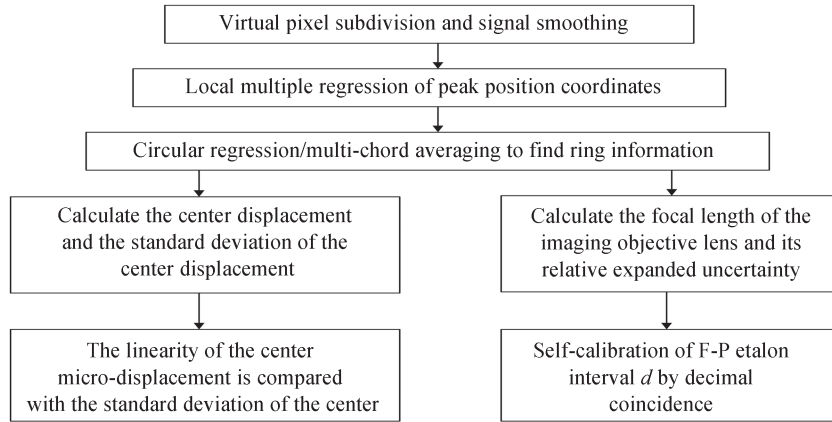 Virtual pixel subdivision and signal smoothing
Local multiple regression of peak position coordinates
Circular regression/multi-chord averaging to find ring information
Calculate the center displacement
and the standard deviation of the
center displacement
Calculate the focal length of the
imaging objective lens and its
relative expanded uncertainty
The linearity of the center
micro-displacement is compared
with the standard deviation of the center
Self-calibration of F-P etalon
interval d by decimal
coincidence